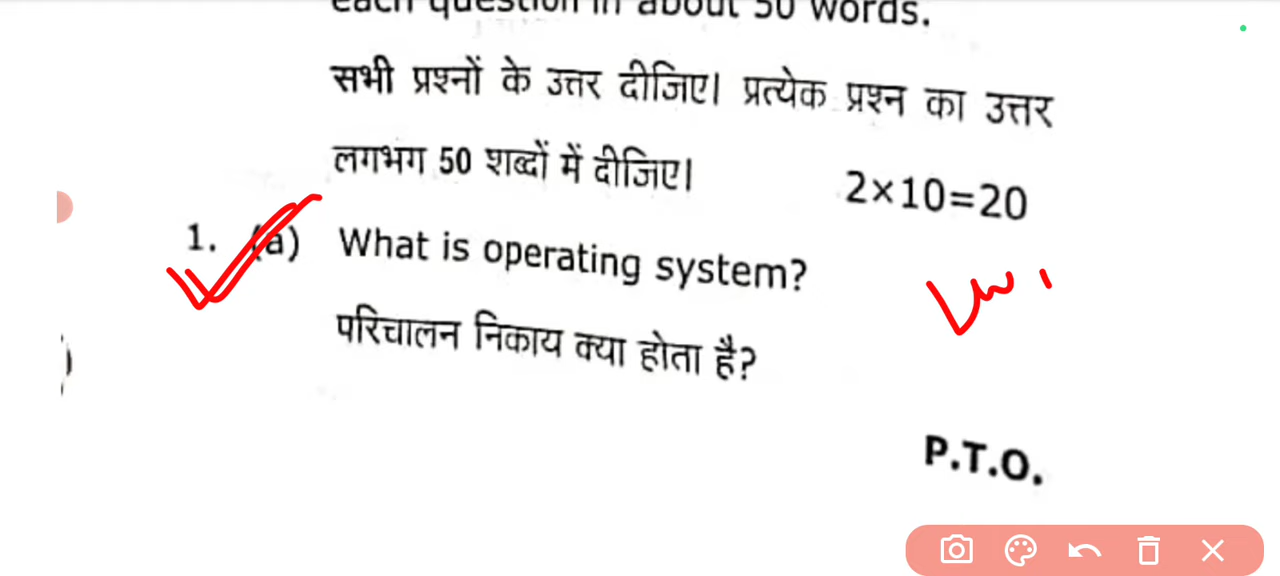 each question in about 50 words.
सभी प्रश्नों के उत्तर दीजिए। प्रत्येक प्रश्न का उत्तर
लगभग 50 शब्दों में दीजिए।
2×10=20
1. (a) What is operating system?
परिचालन निकाय क्या होता है?
P.T.O.